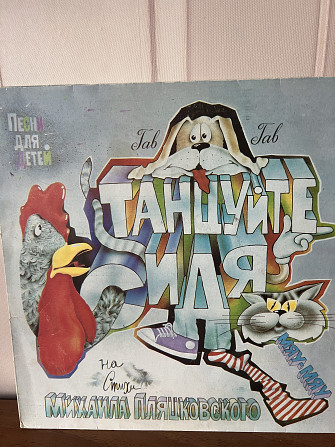 Песни
для
детей
Гав
Гав
ТАНЦУЙТЕ
СИДЯ
МЯУ-МЯУ
на
Стихи
МИХАИЛА ПЛЯЦКОВСКОГО